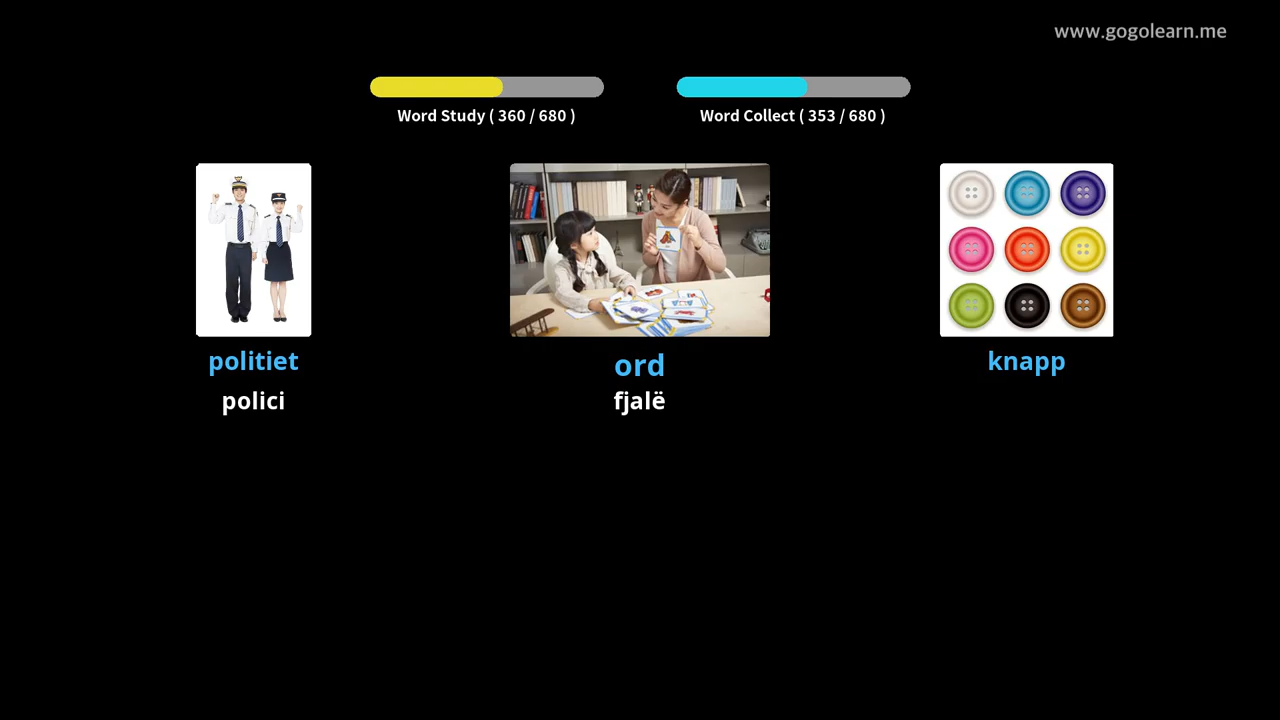 www.gogolearn.me
Word Study ( 360 / 680 )
Word Collect ( 353 / 680 )
politiet
polici
ord
fjalë
knapp